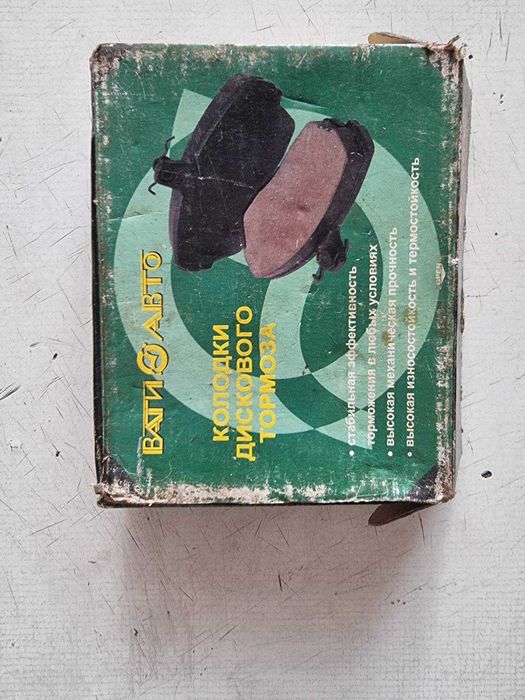 ВАТИ АВТО
КОЛОДКИ
ДИСКОВОГО
ТОРМОЗА
• стабильная эффективность
торможения в любых условиях
• высокая механическая прочность
• высокая износостойкость и термостойкость